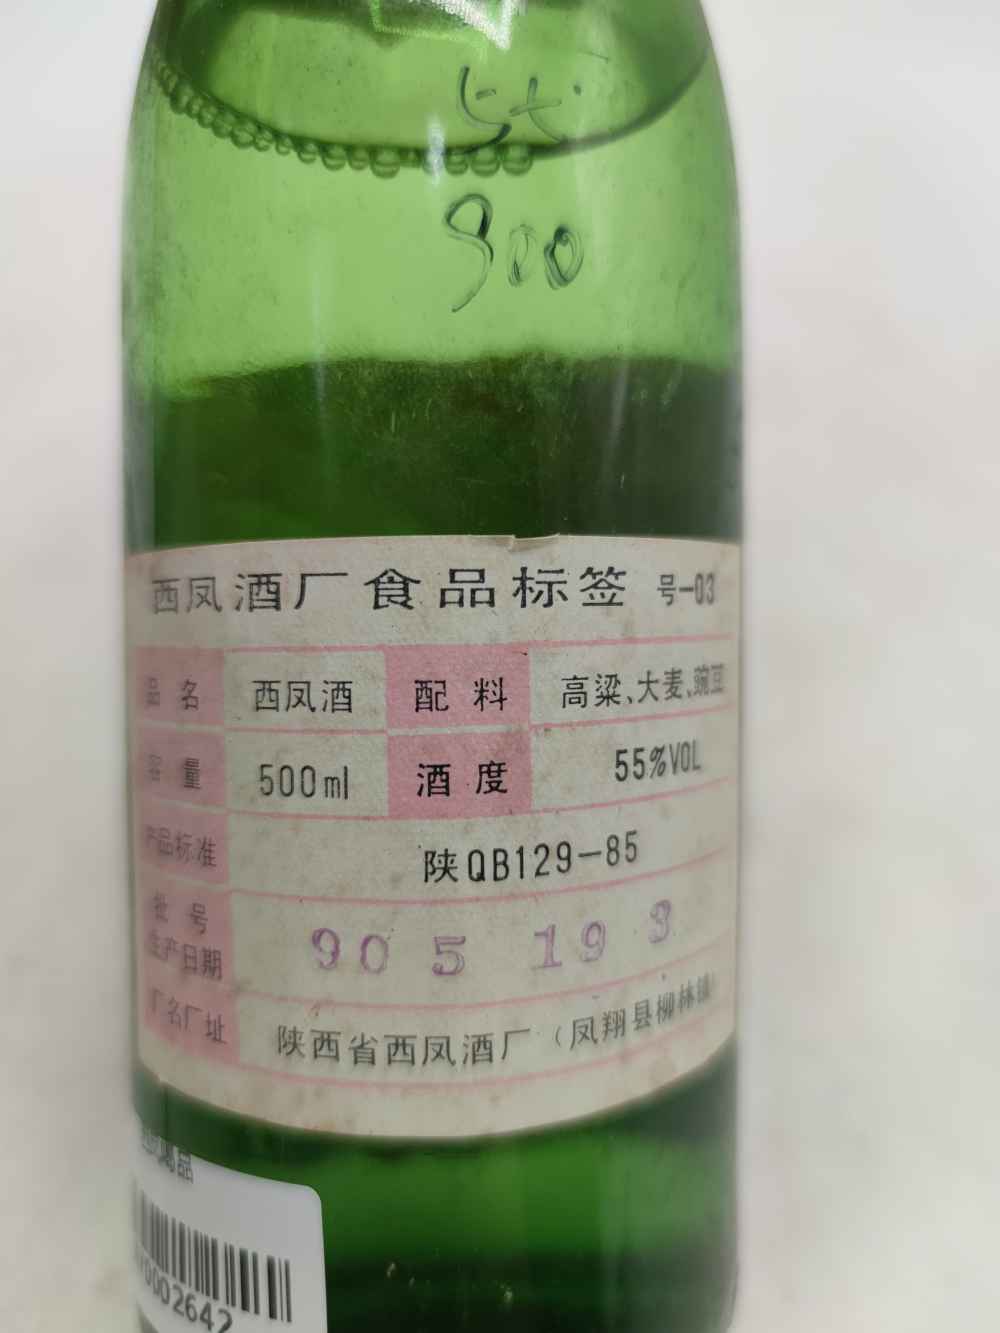 900
西凤酒厂食品标签 号-03
品名 西凤酒 配料 高粱、大麦、豌豆
容量 500ml 酒度 55%VOL
产品标准 陕QB129-85
批号
生产日期 90 5 19 3
厂名厂址 陕西省西凤酒厂（凤翔县柳林镇）
0002642